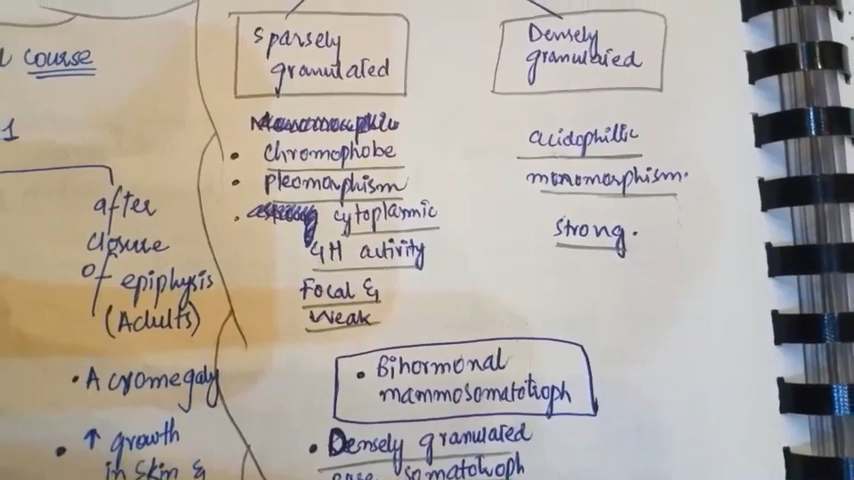 course
1
after
closure
of epiphysis
(Adults)
• Acromegaly
• ↑ growth
in skin &
Sparsely
granulated
• chromophobe
• pleomorphism
• cytoplasmic
GH activity
Focal &
Weak
Densely
granulated
acidophillic
monomorphism.
strong.
• Bihormonal
mammosomatotroph
• Densely granulated
somatotroph